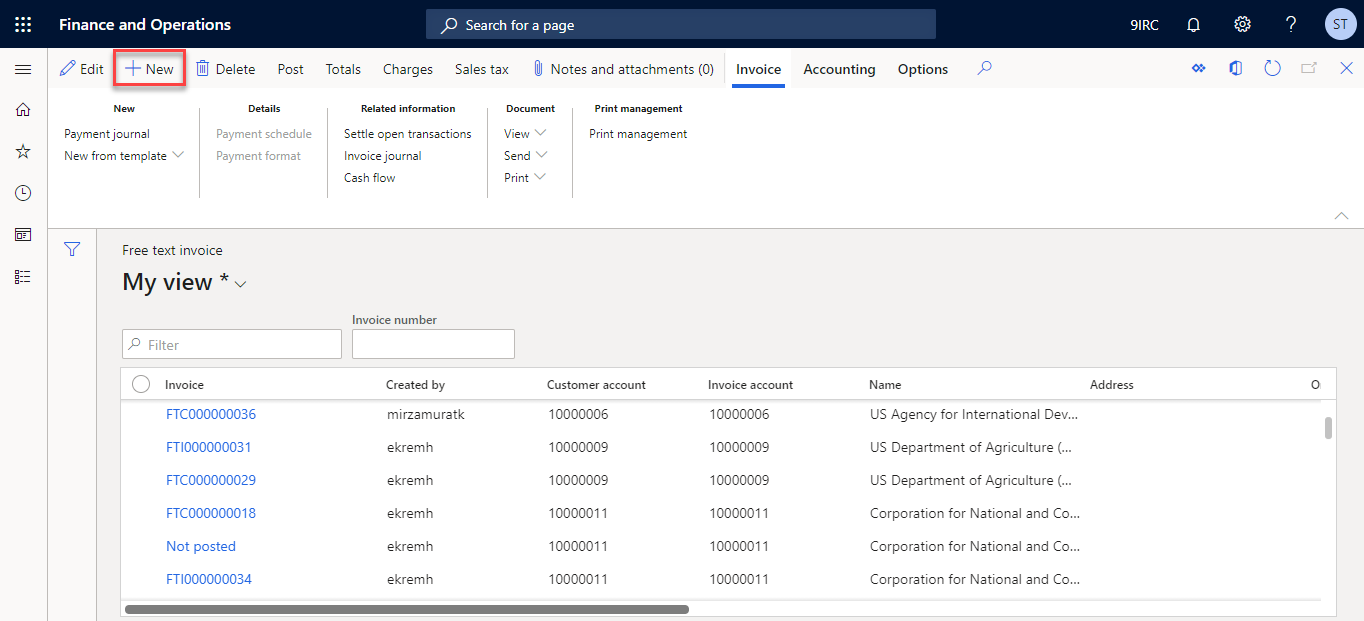 Finance and Operations Search for a page 9IRC ? ST
Edit New Delete Post Totals Charges Sales tax Notes and attachments (0) Invoice Accounting Options
New Details Related information Document Print management
Payment journal Payment schedule Settle open transactions View Print management
New from template Payment format Invoice journal Send
Cash flow Print
Free text invoice
My view *
Invoice number
Filter
Invoice Created by Customer account Invoice account Name Address
FTC000000036 mirzamuratk 10000006 10000006 US Agency for International Dev...
FTI000000031 ekremh 10000009 10000009 US Department of Agriculture (...
FTC000000029 ekremh 10000009 10000009 US Department of Agriculture (...
FTC000000018 ekremh 10000011 10000011 Corporation for National and Co...
Not posted ekremh 10000011 10000011 Corporation for National and Co...
FTI000000034 ekremh 10000011 10000011 Corporation for National and Co...